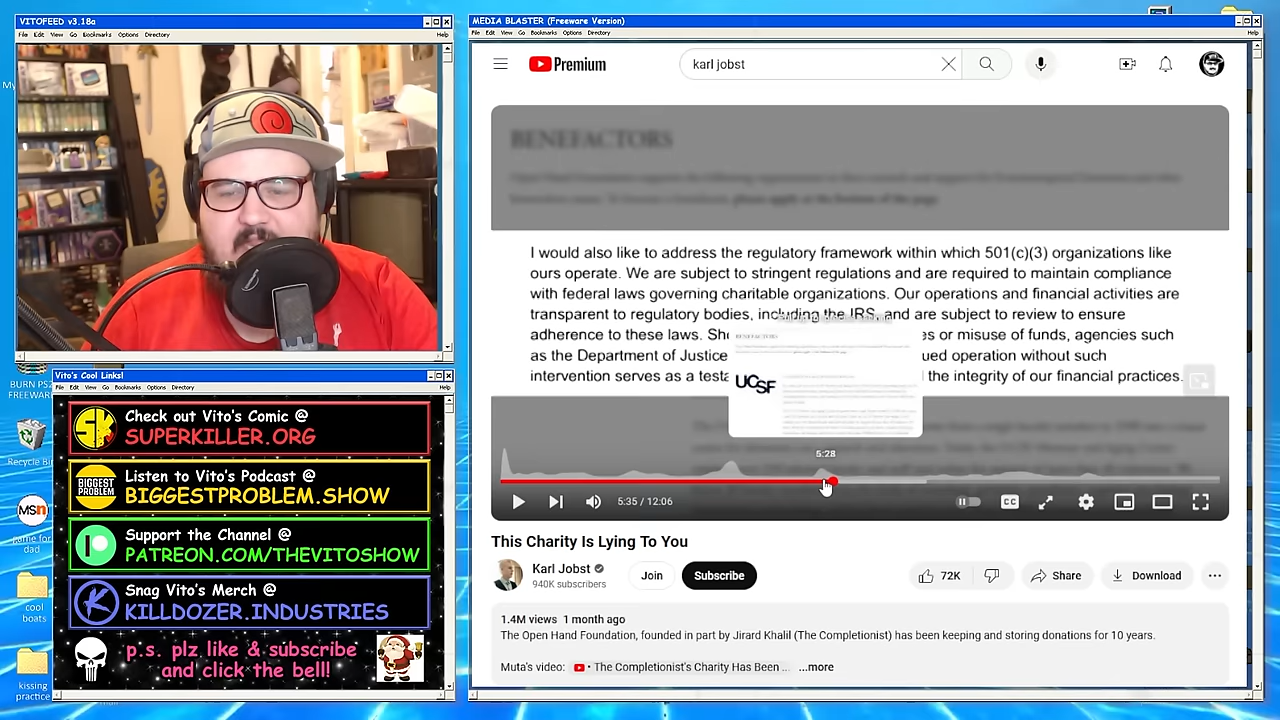 VITOFEED v3.18a
File Edit View Go Bookmarks Options Directory Help
BURN PS2
FREEWAR
Recycle Bin
MSn
dad
cool
boats
kissing
practice
Vito's Cool Links!
File Edit View Go Bookmarks Options Directory Help
Check out Vito's Comic @
SUPERKILLER.ORG
BIGGEST
PROBLEM
Listen to Vito's Podcast @
BIGGESTPROBLEM.SHOW
Support the Channel @
PATREON.COM/THEVITOSHOW
Snag Vito's Merch @
KILLDOZER.INDUSTRIES
p.s. plz like & subscribe
and click the bell!
MEDIA BLASTER (Freeware Version)
File Edit View Go Bookmarks Options Directory Help
Premium
karl jobst
BENEFACTORS
I would also like to address the regulatory framework within which 501(c)(3) organizations like
ours operate. We are subject to stringent regulations and are required to maintain compliance
with federal laws governing charitable organizations. Our operations and financial activities are
transparent to regulatory bodies, including the IRS, and are subject to review to ensure
adherence to these laws. es or misuse of funds, agencies such
as the Department of Justice ued operation without such
intervention serves as a the integrity of our financial practices.
BENEFACTORS
UCSF
5:28
5:35 / 12:06
CC
This Charity Is Lying To You
Karl Jobst
940K subscribers
Join
Subscribe
72K
Share
Download
1.4M views 1 month ago
The Open Hand Foundation, founded in part by Jirard Khalil (The Completionist) has been keeping and storing donations for 10 years.
Muta's video: • The Completionist's Charity Has Been ... ...more